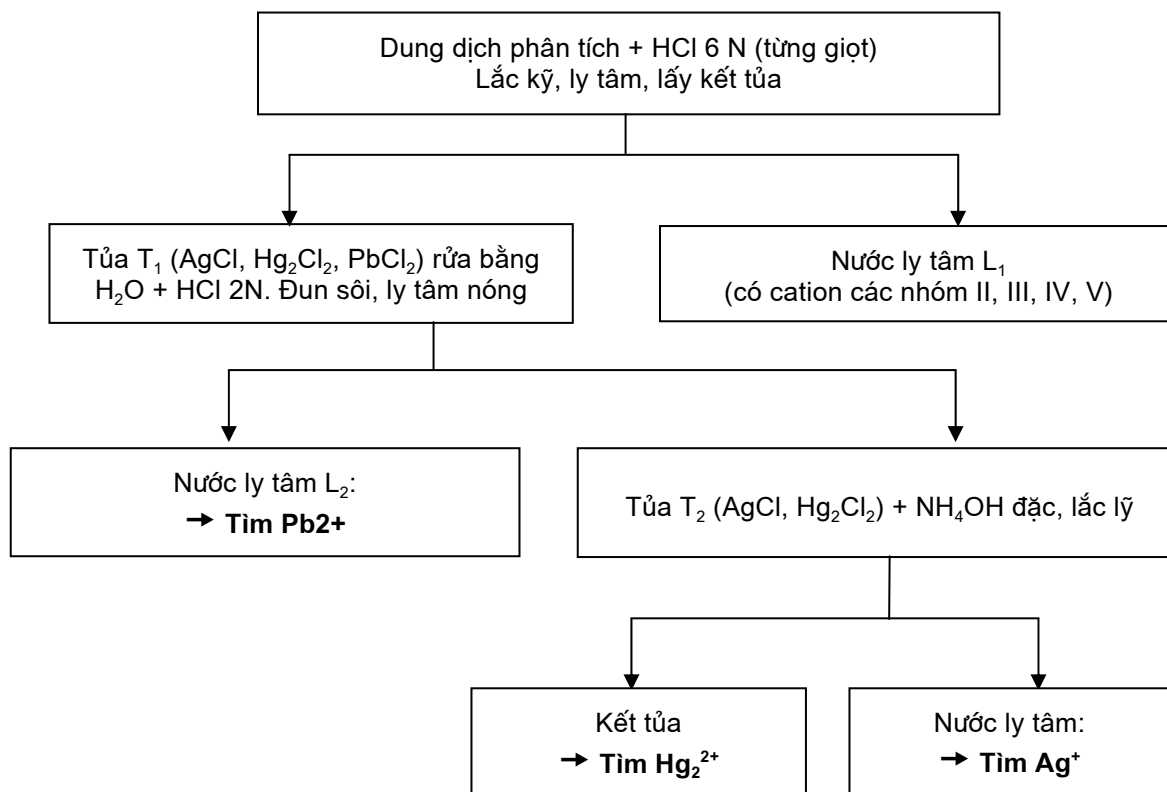 Dung dịch phân tích + HCl 6 N (từng giọt)
Lắc kỹ, ly tâm, lấy kết tủa
Tủa T₁ (AgCl, Hg₂Cl₂, PbCl₂) rửa bằng
H₂O + HCl 2N. Đun sôi, ly tâm nóng
Nước ly tâm L₁
(có cation các nhóm II, III, IV, V)
Nước ly tâm L₂:
➞ Tìm Pb2+
Tủa T₂ (AgCl, Hg₂Cl₂) + NH₄OH đặc, lắc lỹ
Kết tủa
➞ Tìm Hg₂²⁺
Nước ly tâm:
➞ Tìm Ag⁺